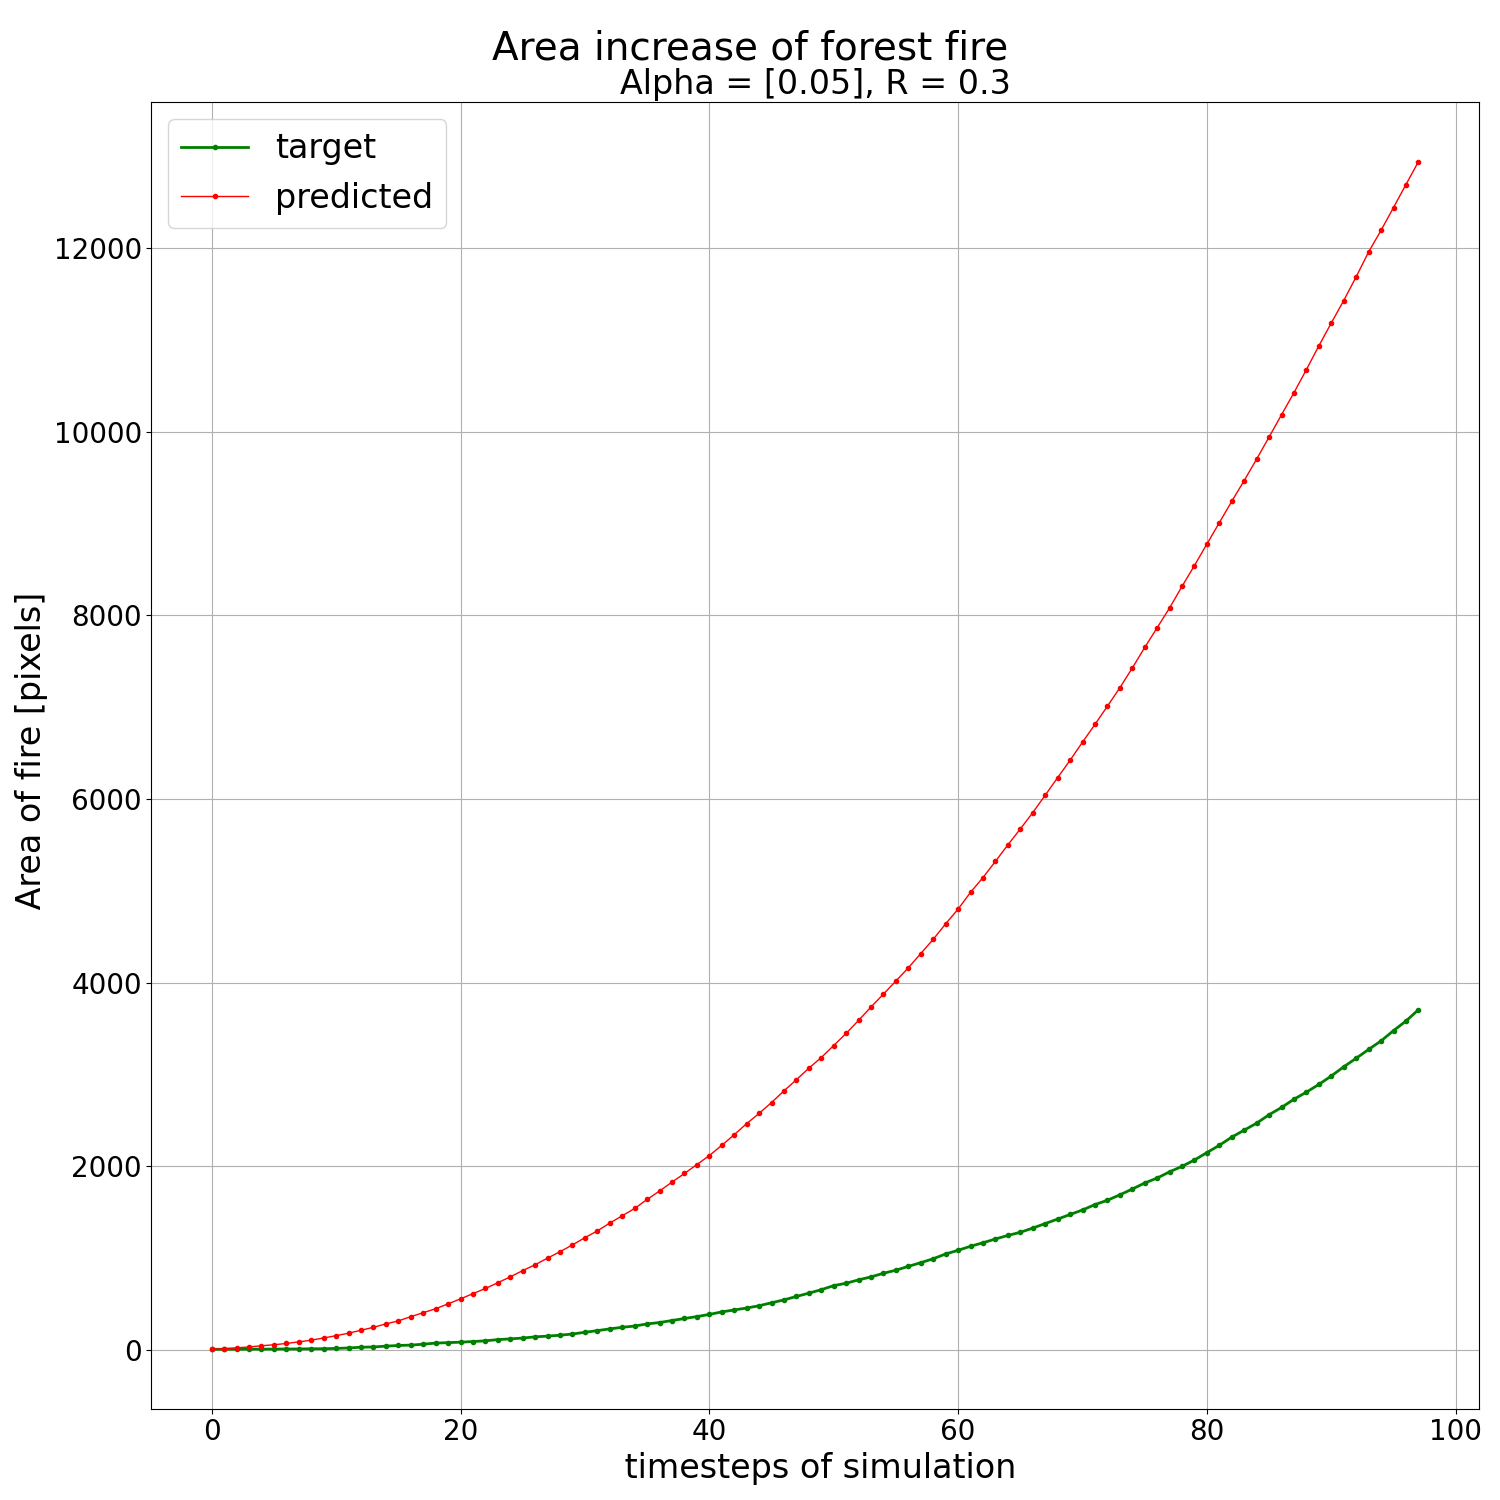 Area increase of forest fire
Alpha = [0.05], R = 0.3
target
predicted
12000
10000
8000
6000
4000
2000
0
Area of fire [pixels]
0 20 40 60 80 100
timesteps of simulation